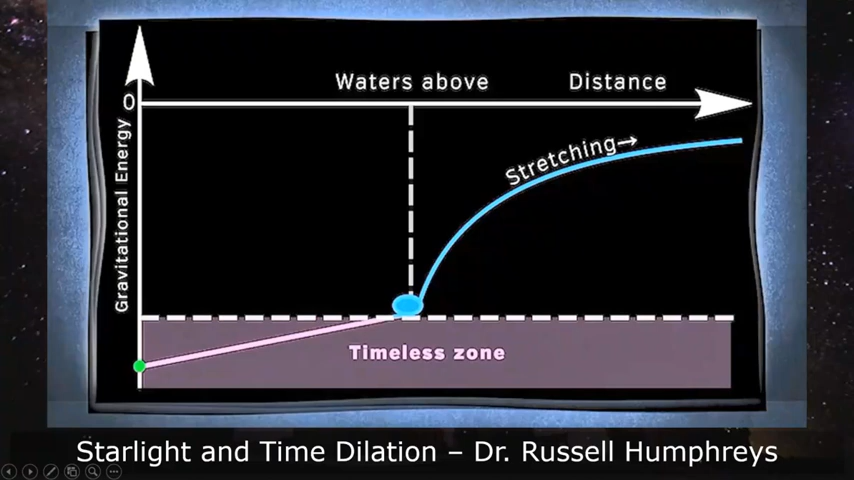 Waters above
Distance
0
Gravitational Energy
Stretching→
Timeless zone
Starlight and Time Dilation – Dr. Russell Humphreys